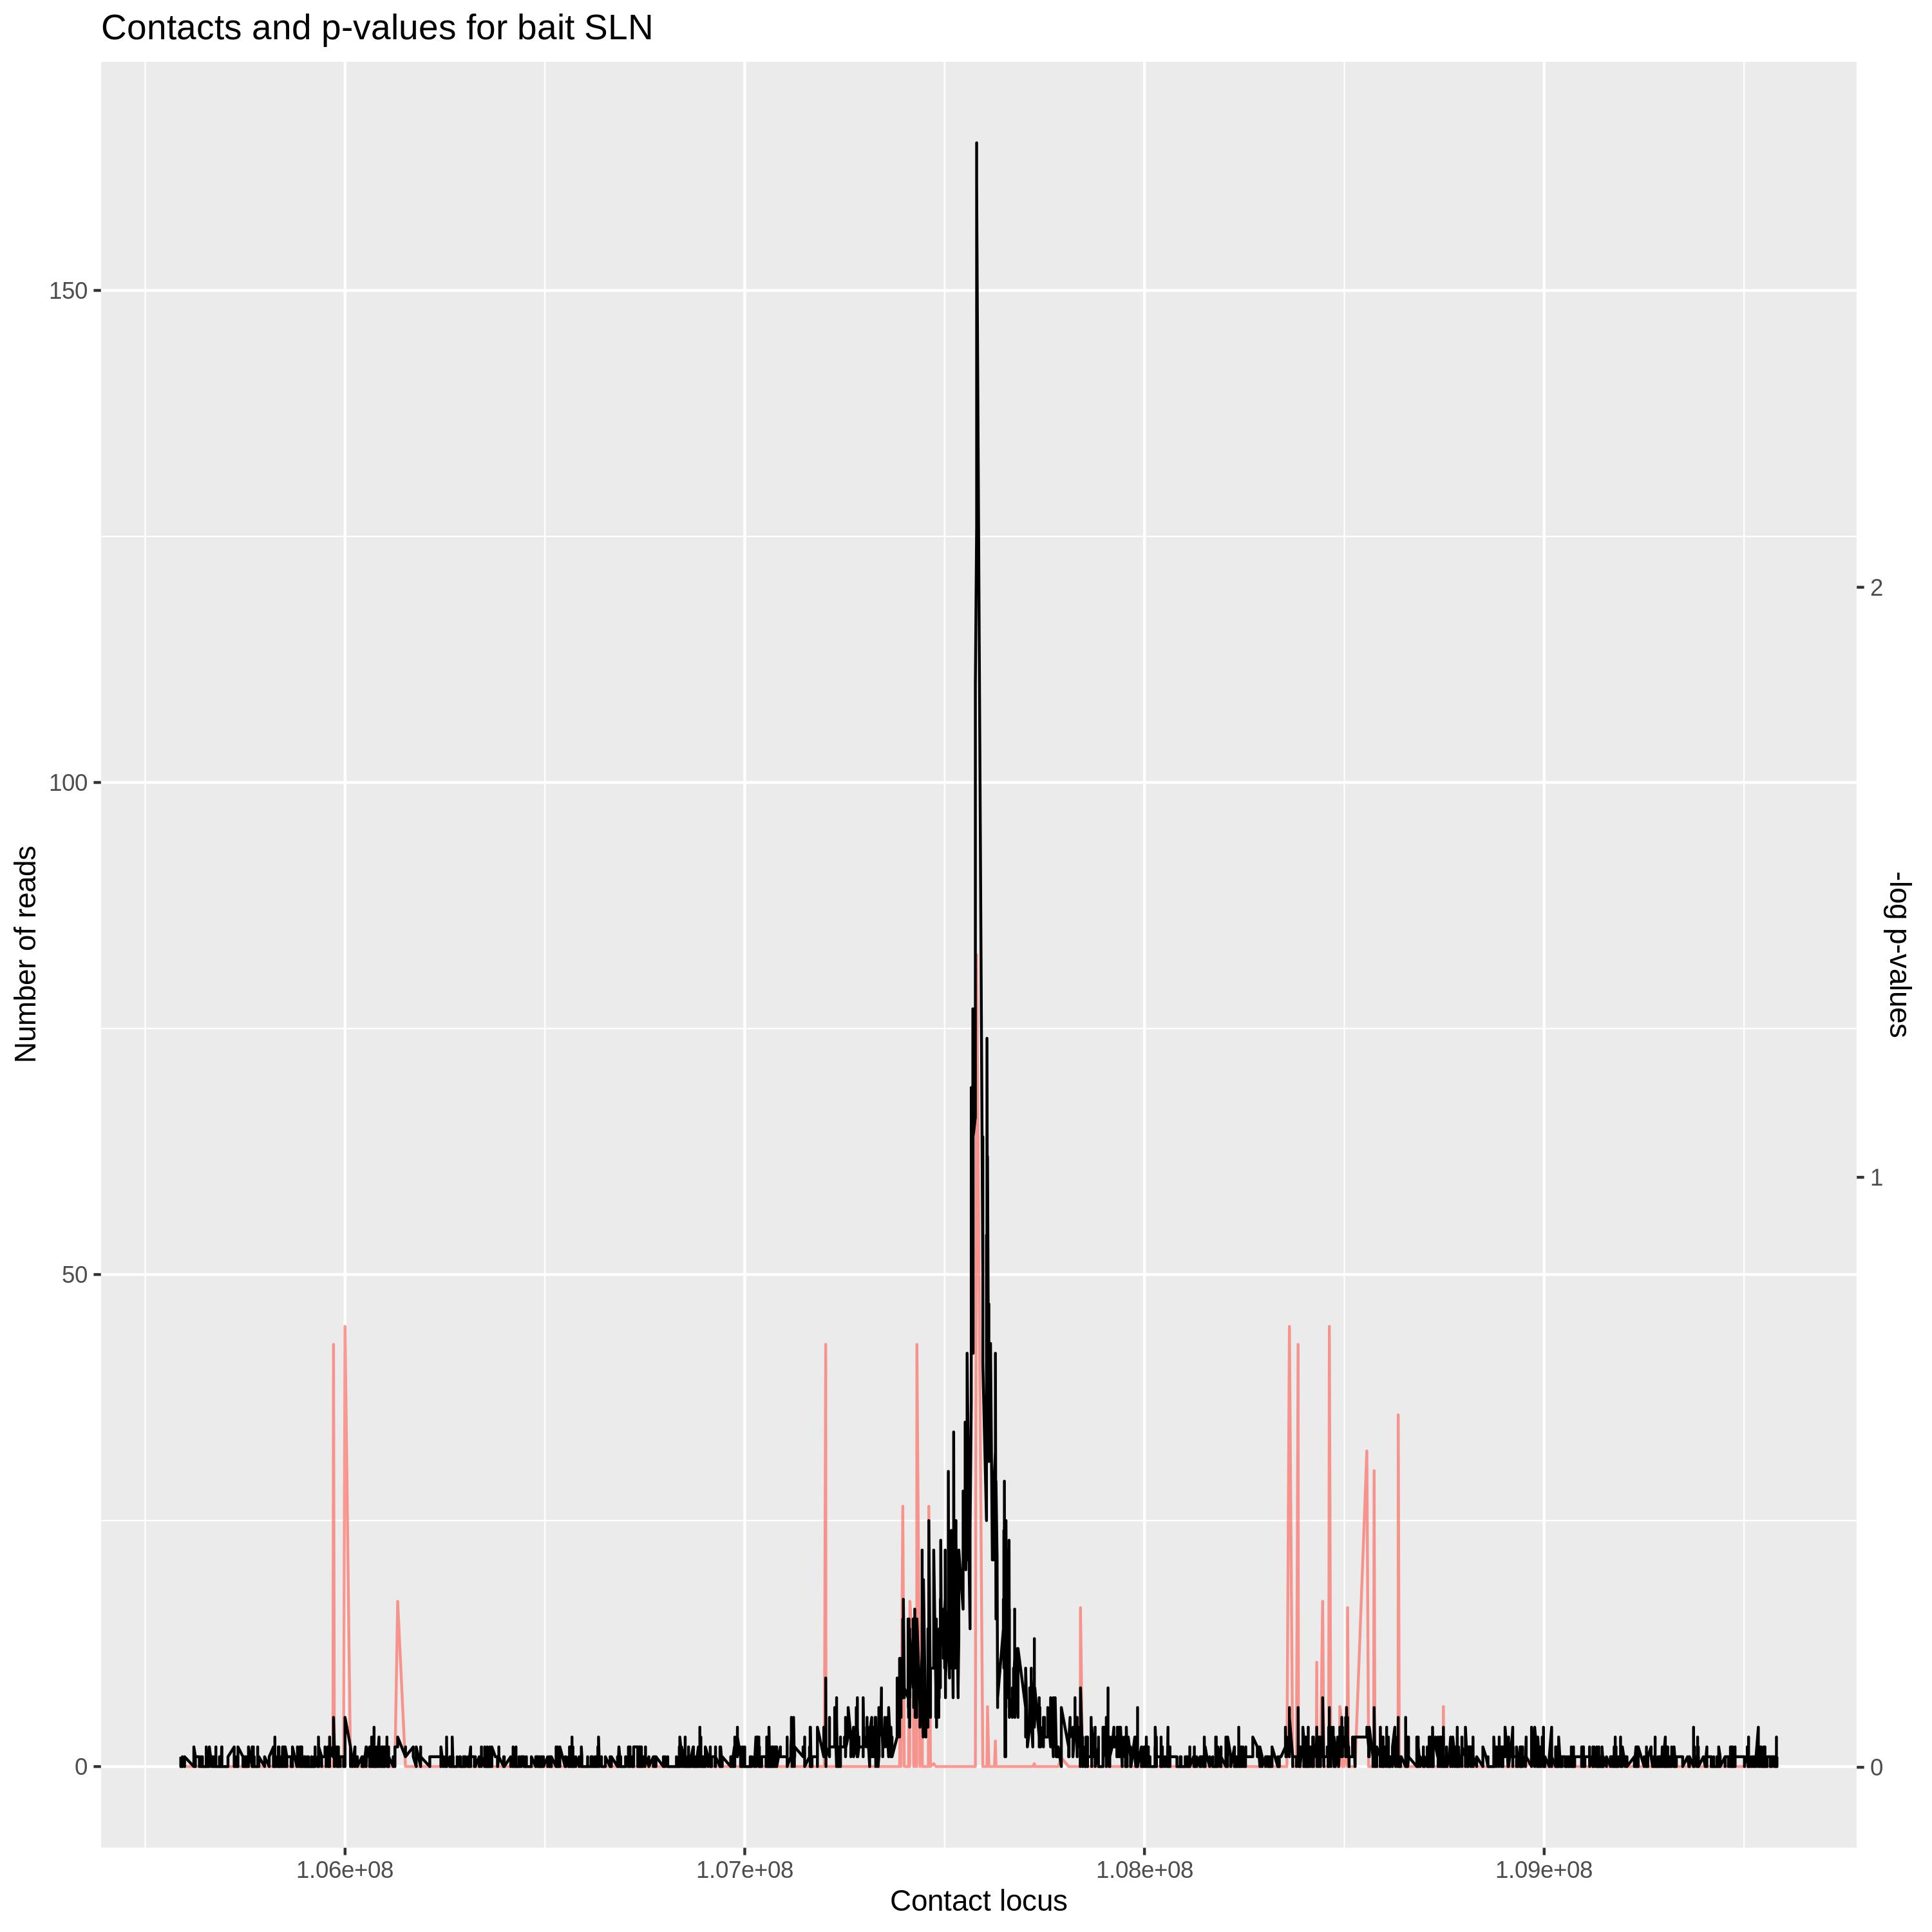 Contacts and p-values for bait SLN
150
100
50
0
Number of reads
2
1
0
-log p-values
1.06e+08
1.07e+08
1.08e+08
1.09e+08
Contact locus